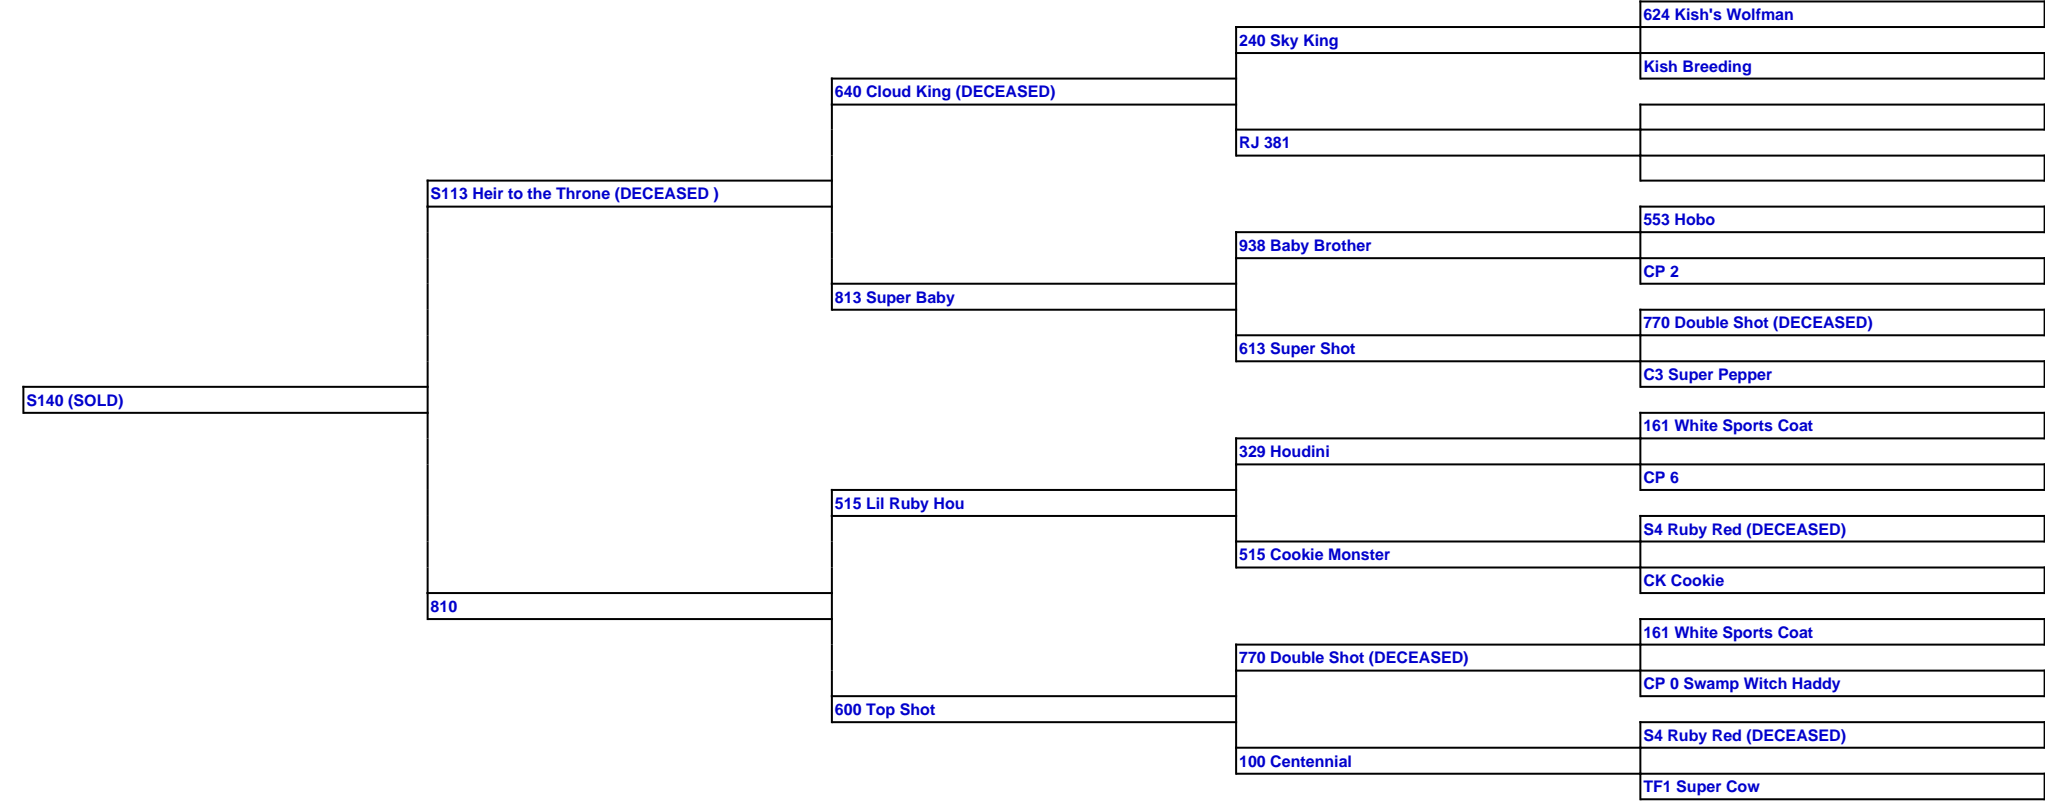 624 Kish's Wolfman
240 Sky King
Kish Breeding
640 Cloud King (DECEASED)
RJ 381
S113 Heir to the Throne (DECEASED )
553 Hobo
938 Baby Brother
CP 2
813 Super Baby
770 Double Shot (DECEASED)
613 Super Shot
C3 Super Pepper
S140 (SOLD)
161 White Sports Coat
329 Houdini
CP 6
515 Lil Ruby Hou
S4 Ruby Red (DECEASED)
515 Cookie Monster
CK Cookie
810
161 White Sports Coat
770 Double Shot (DECEASED)
CP 0 Swamp Witch Haddy
600 Top Shot
S4 Ruby Red (DECEASED)
100 Centennial
TF1 Super Cow